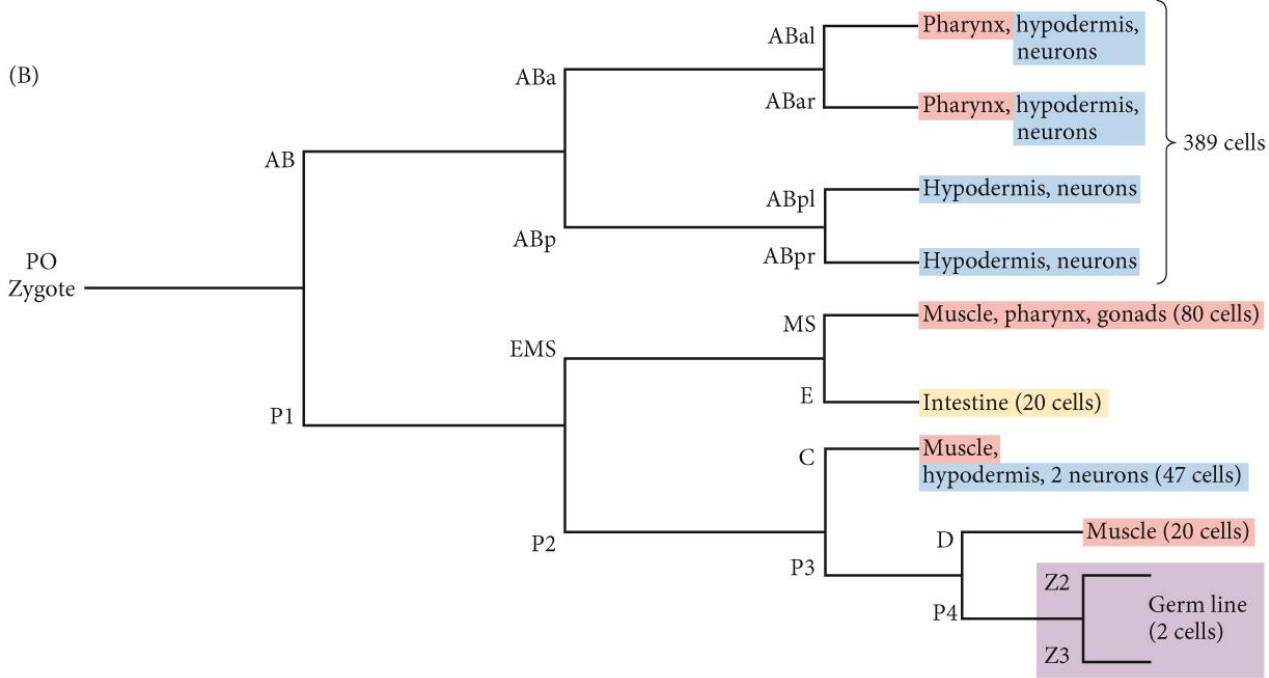 (B)
PO
Zygote
AB
P1
ABa
ABp
EMS
P2
ABal
ABar
ABpl
ABpr
MS
E
C
P3
D
P4
Z2
Z3
Pharynx, hypodermis,
neurons
Pharynx, hypodermis,
neurons
Hypodermis, neurons
Hypodermis, neurons
389 cells
Muscle, pharynx, gonads (80 cells)
Intestine (20 cells)
Muscle,
hypodermis, 2 neurons (47 cells)
Muscle (20 cells)
Germ line
(2 cells)